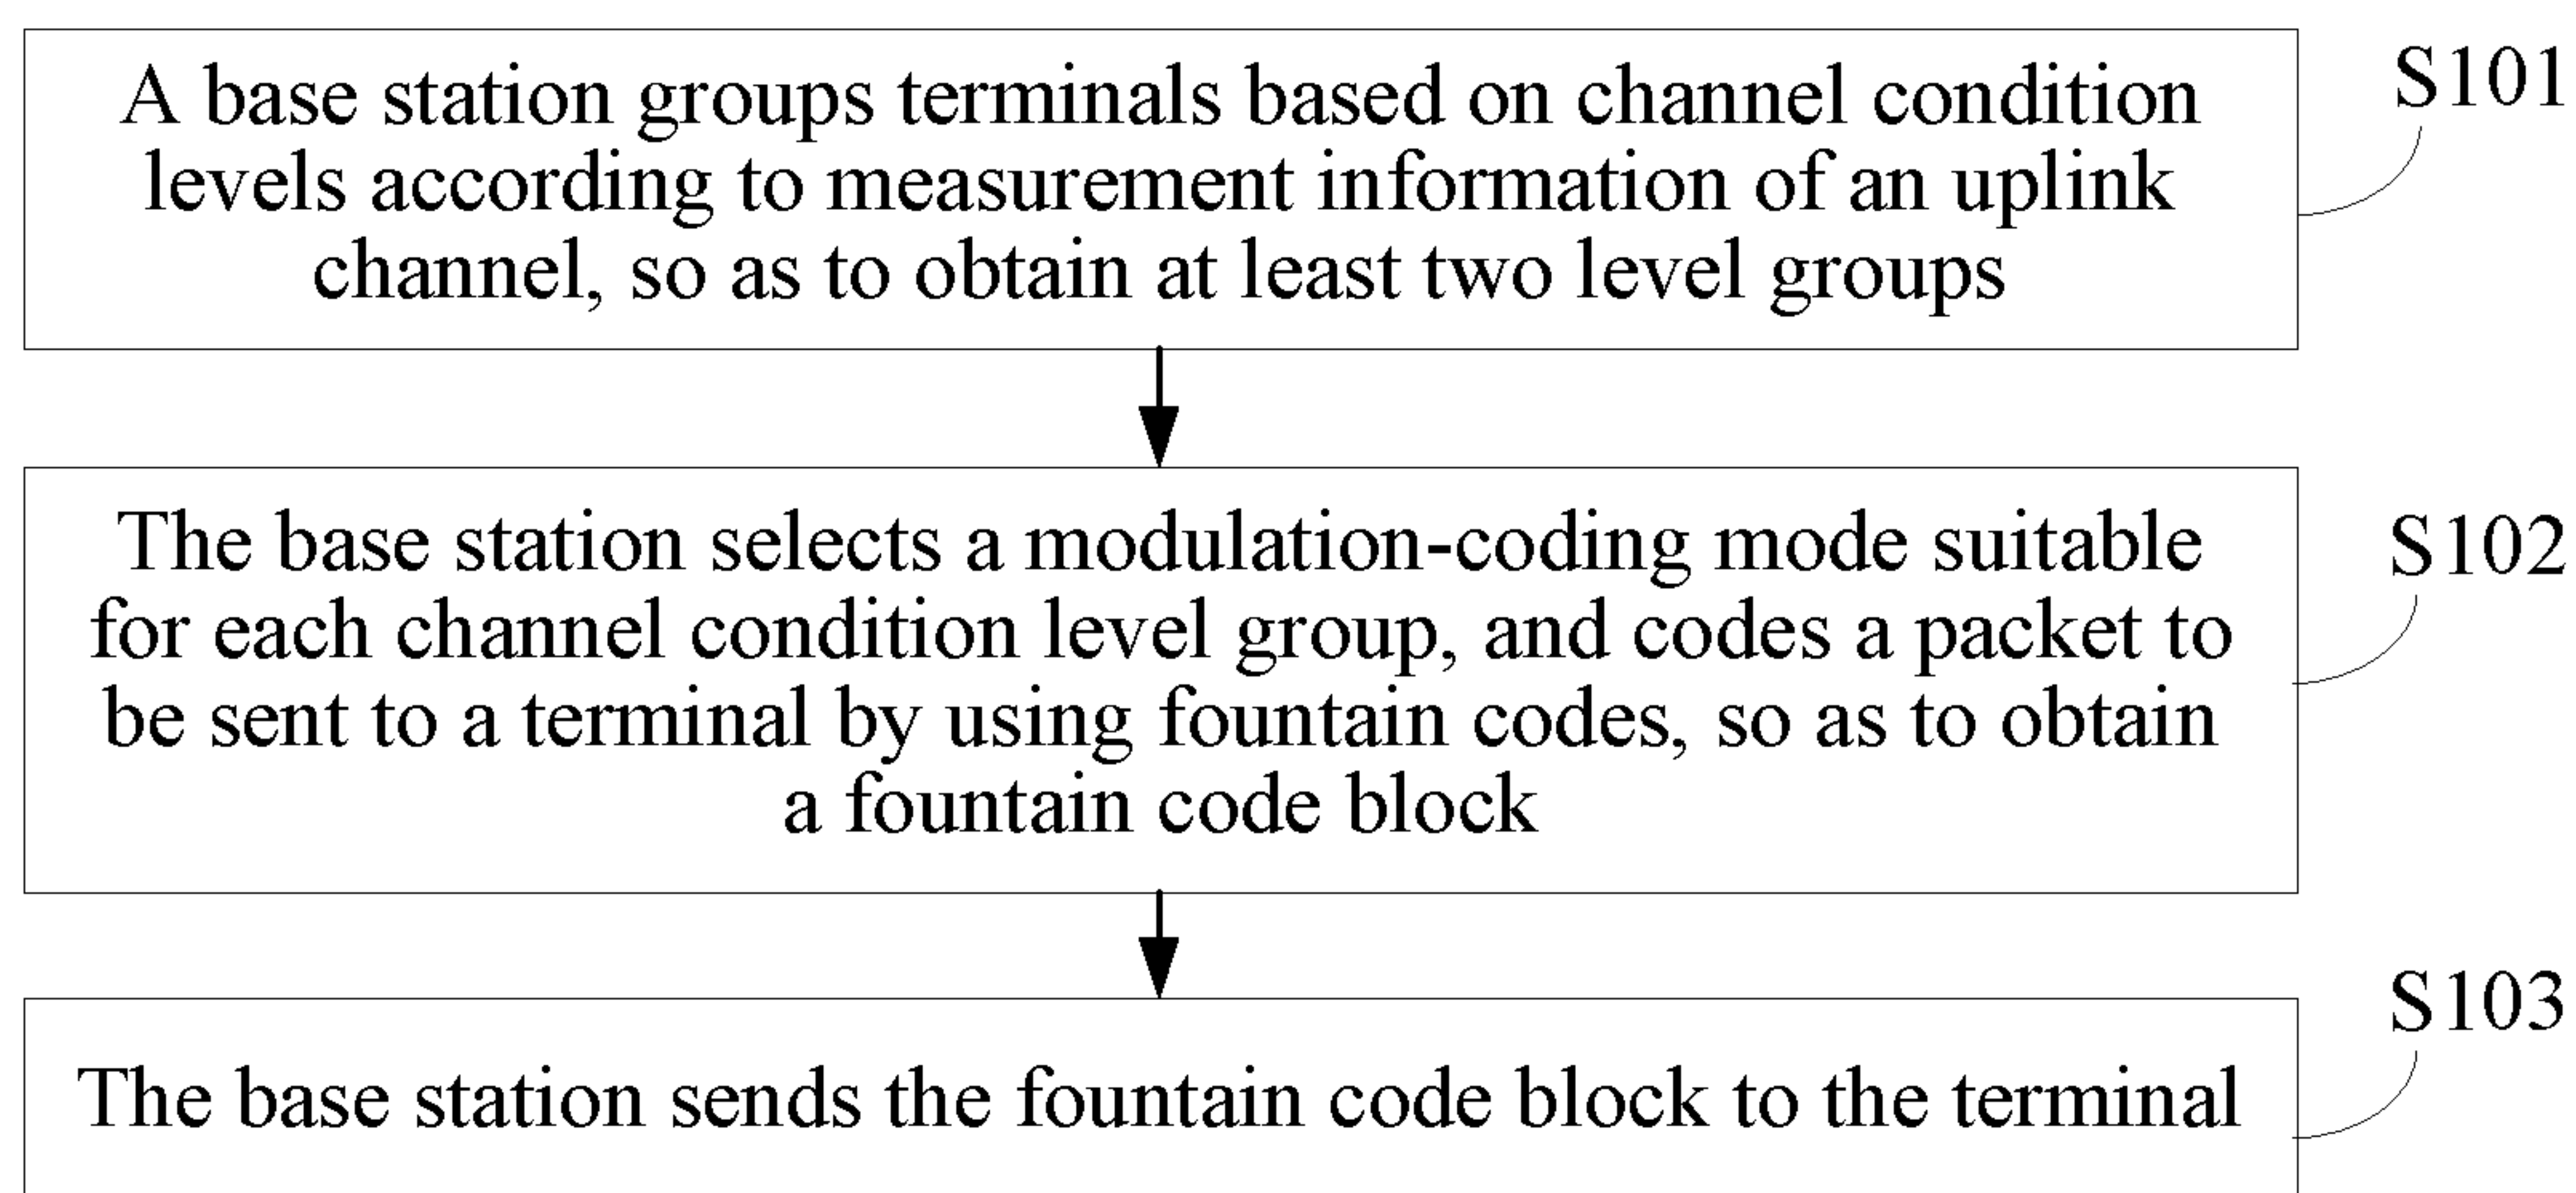 A base station groups terminals based on channel condition
levels according to measurement information of an uplink
channel, so as to obtain at least two level groups
S101
The base station selects a modulation-coding mode suitable
for each channel condition level group, and codes a packet to
be sent to a terminal by using fountain codes, so as to obtain
a fountain code block
S102
The base station sends the fountain code block to the terminal
S103